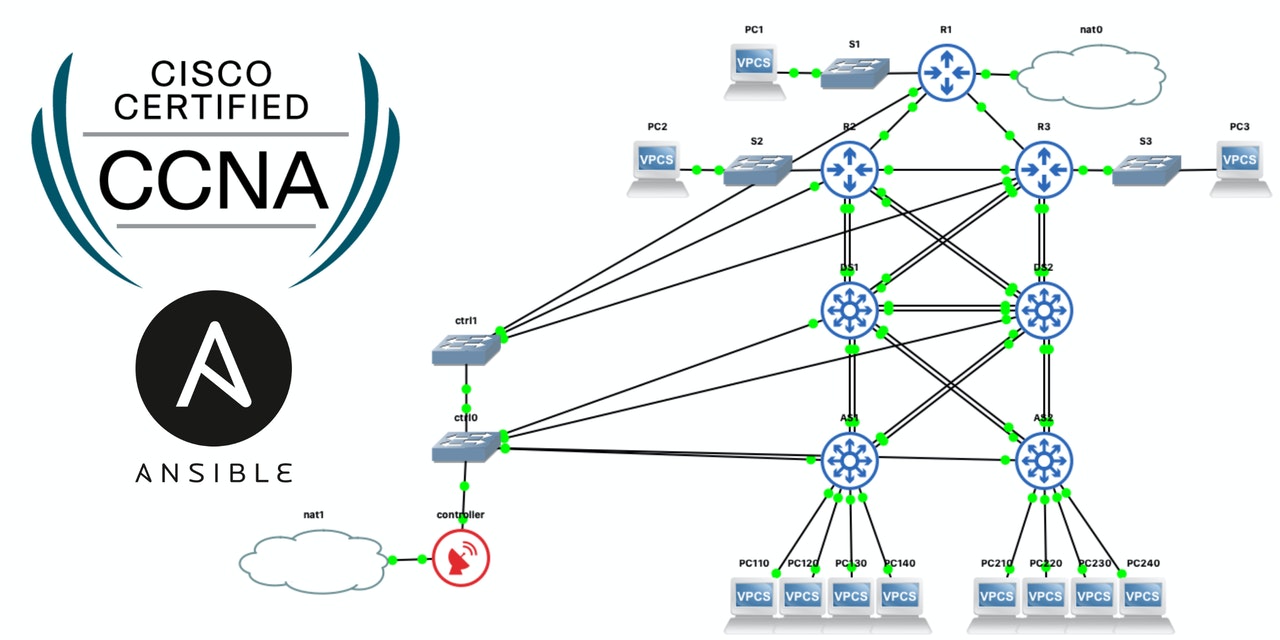 CISCO
CERTIFIED
CCNA
ANSIBLE
PC1
VPCS
S1
R1
nat0
PC2
VPCS
S2
R2
R3
S3
PC3
VPCS
DS1
DS2
ctrl1
ctrl0
AS1
AS2
nat1
controller
PC110
PC120
PC130
PC140
VPCS
VPCS
VPCS
VPCS
PC210
PC220
PC230
PC240
VPCS
VPCS
VPCS
VPCS